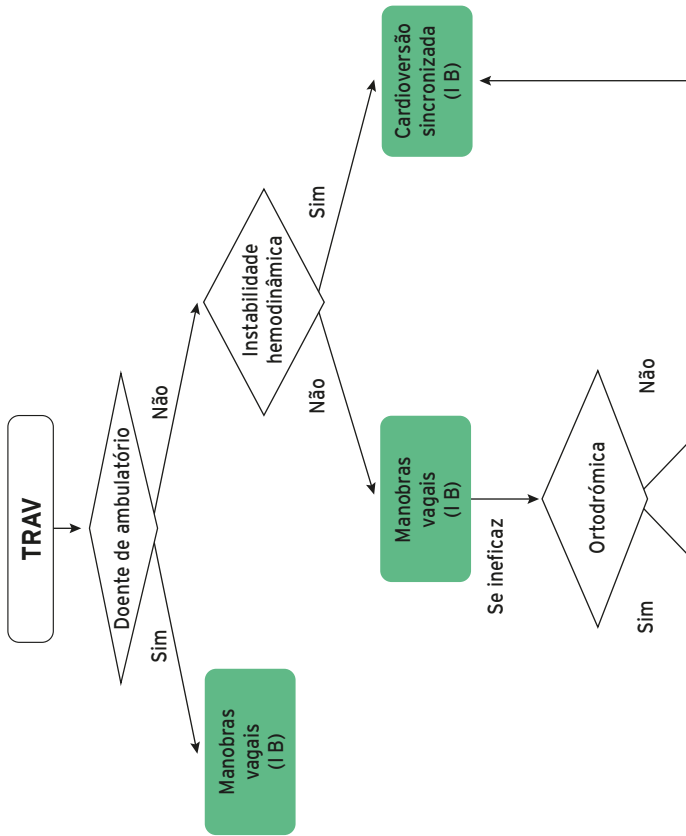 TRAV
Doente de ambulatório
Sim
Não
Manobras
vagais
(I B)
Instabilidade
hemodinâmica
Não
Sim
Manobras
vagais
(I B)
Cardioversão
sincronizada
(I B)
Se ineficaz
Ortodrómica
Sim
Não